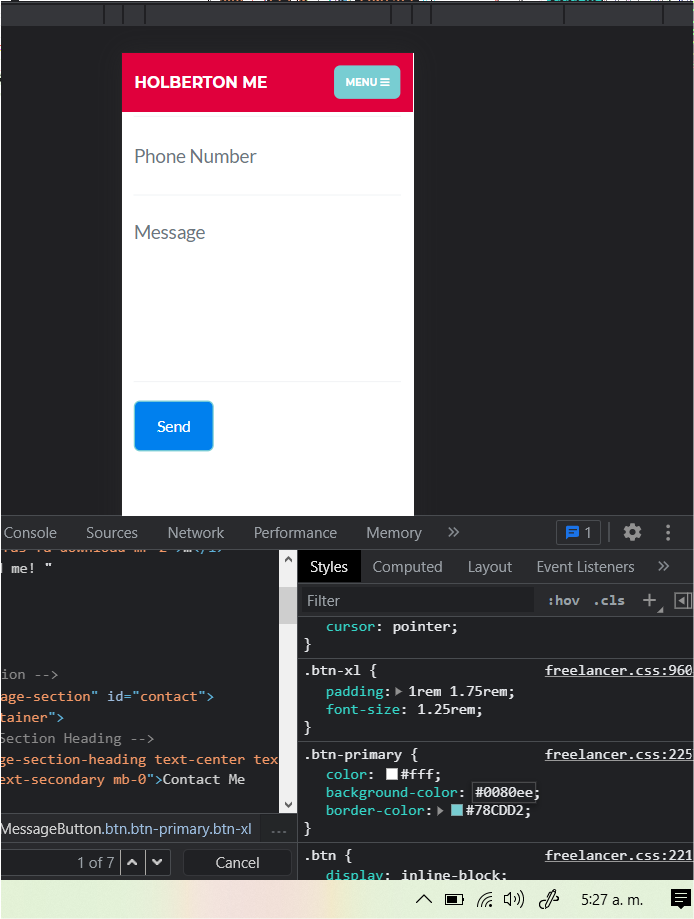 HOLBERTON ME
MENU
Phone Number
Message
Send
Console Sources Network Performance Memory 1
me! "
Styles Computed Layout Event Listeners
Filter :hov .cls
cursor: pointer;
}
ion -->
age-section" id="contact">
tainer">
Section Heading -->
ge-section-heading text-center tex
ext-secondary mb-0">Contact Me
.btn-xl { freelancer.css:960
padding: 1rem 1.75rem;
font-size: 1.25rem;
}
.btn-primary { freelancer.css:225
color: #fff;
background-color: #0080ee;
border-color: #78CDD2;
}
.btn { freelancer.css:221
display: inline-block;
MessageButton.btn.btn-primary.btn-xl ...
1 of 7 Cancel
5:27 a. m.